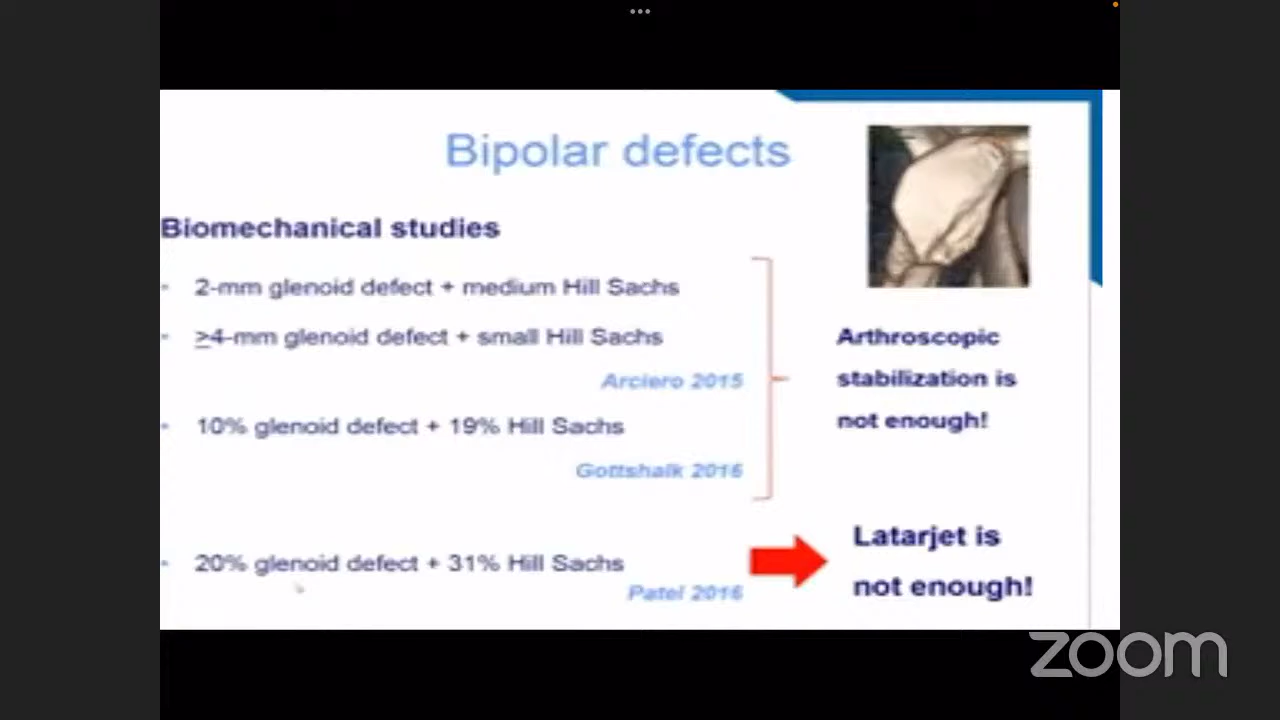 Bipolar defects
Biomechanical studies
- 2-mm glenoid defect + medium Hill Sachs
- ≥4-mm glenoid defect + small Hill Sachs
Arciero 2015
- 10% glenoid defect + 19% Hill Sachs
Gottshalk 2016
- 20% glenoid defect + 31% Hill Sachs
Patel 2016
Arthroscopic
stabilization is
not enough!
Latarjet is
not enough!
zoom